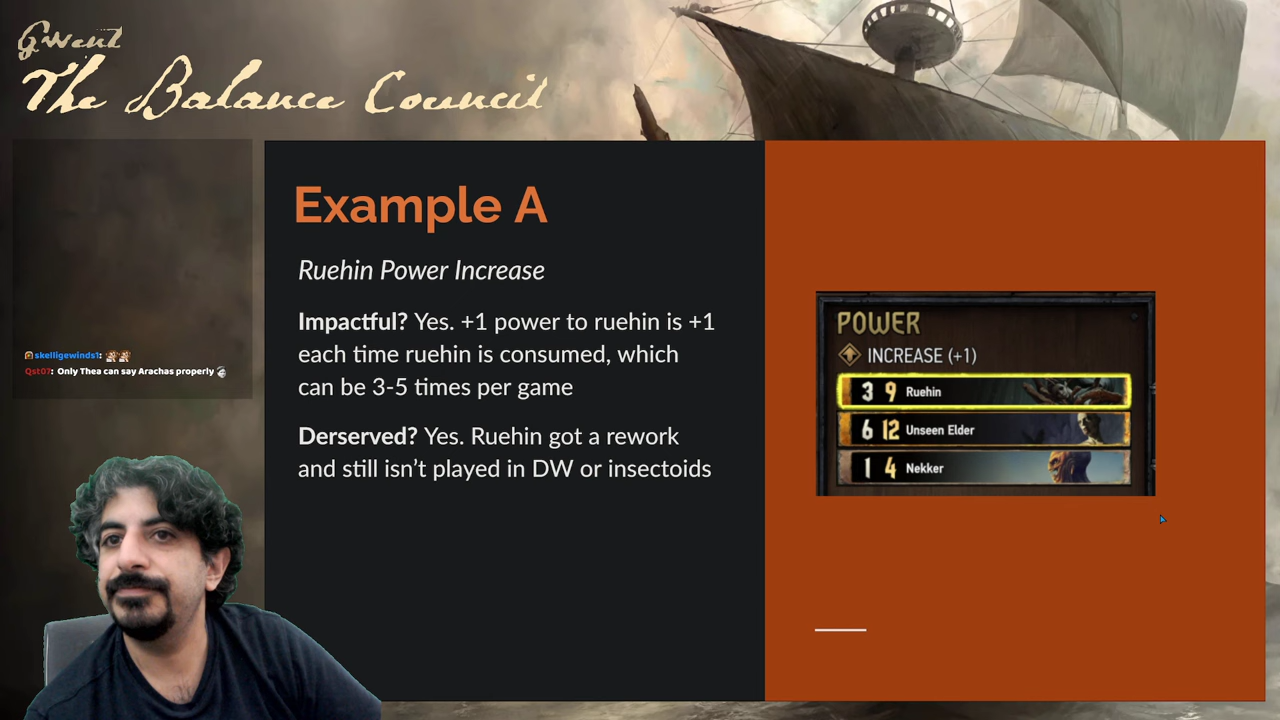 Gwent
The Balance Council
Example A
Ruehin Power Increase
Impactful? Yes. +1 power to ruehin is +1
each time ruehin is consumed, which
can be 3-5 times per game
Derserved? Yes. Ruehin got a rework
and still isn't played in DW or insectoids
POWER
INCREASE (+1)
3 9 Ruehin
6 12 Unseen Elder
1 4 Nekker
skelligewinds1:
Qst07: Only Thea can say Arachas properly